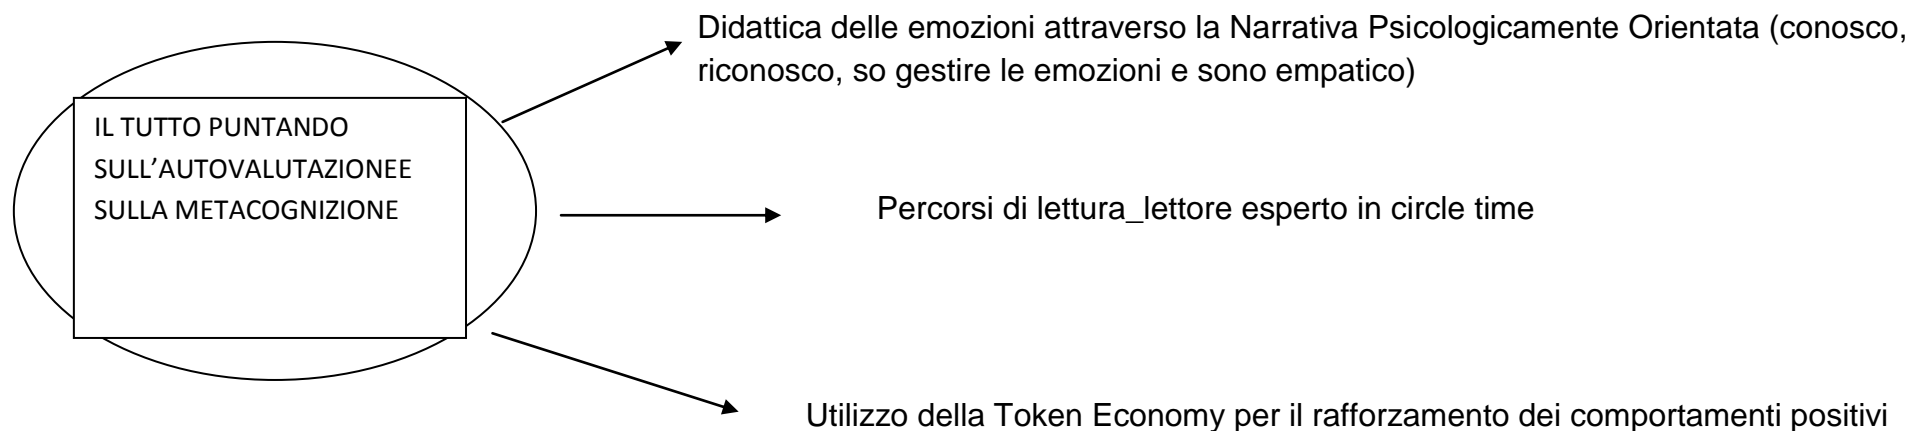 Didattica delle emozioni attraverso la Narrativa Psicologicamente Orientata (conosco,
riconosco, so gestire le emozioni e sono empatico)
IL TUTTO PUNTANDO
SULL’AUTOVALUTAZIONEE
SULLA METACOGNIZIONE
Percorsi di lettura_lettore esperto in circle time
Utilizzo della Token Economy per il rafforzamento dei comportamenti positivi